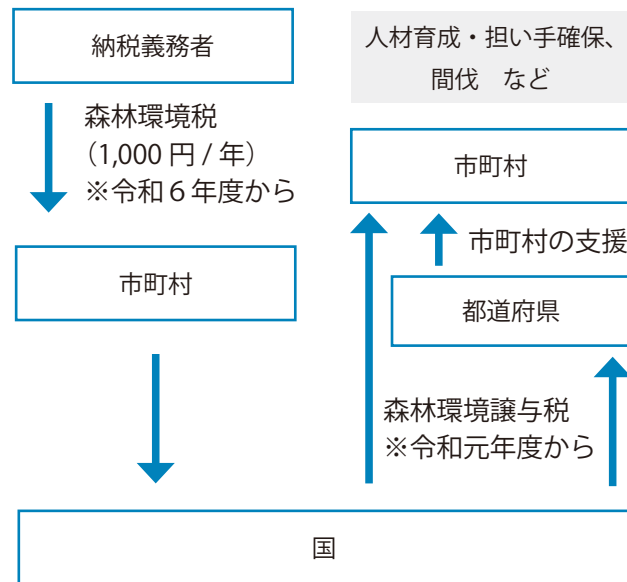 納税義務者
森林環境税
（1,000 円 / 年）
※令和６年度から
市町村
人材育成・担い手確保、
間伐　など
市町村
市町村の支援
都道府県
森林環境譲与税
※令和元年度から
国